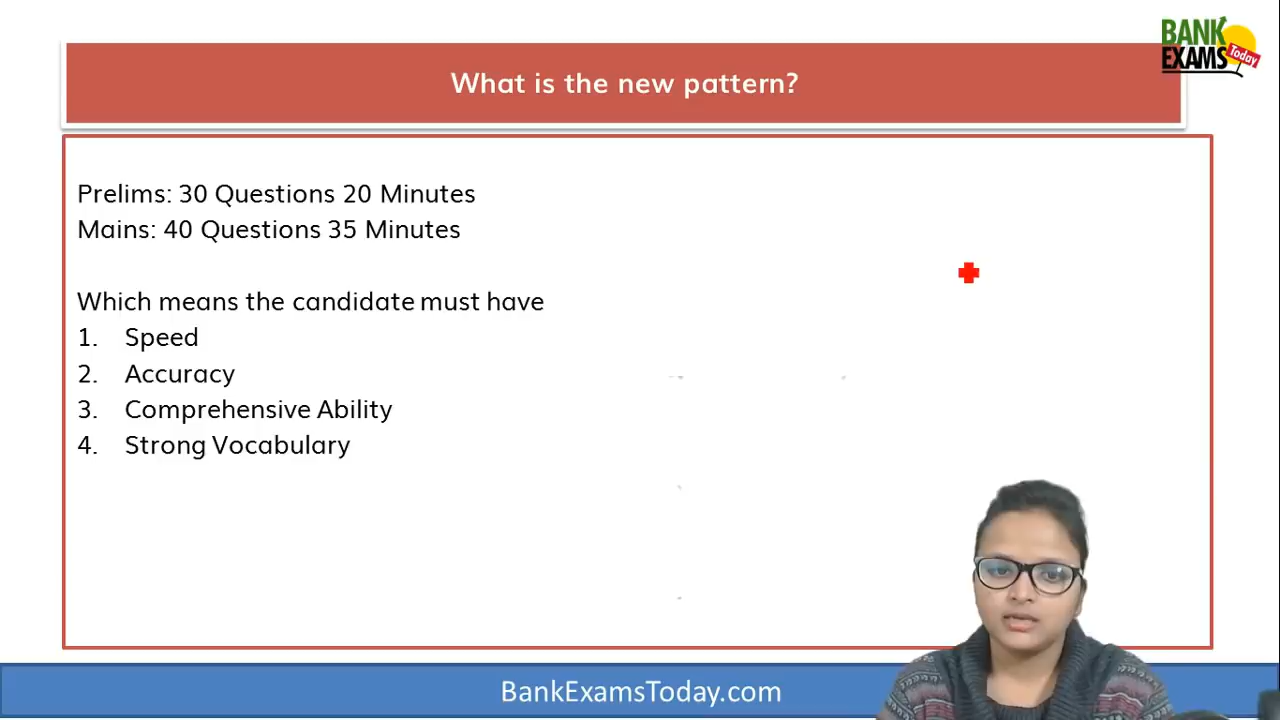 BANK
EXAMS
Today
What is the new pattern?
Prelims: 30 Questions 20 Minutes
Mains: 40 Questions 35 Minutes
Which means the candidate must have
1. Speed
2. Accuracy
3. Comprehensive Ability
4. Strong Vocabulary
BankExamsToday.com